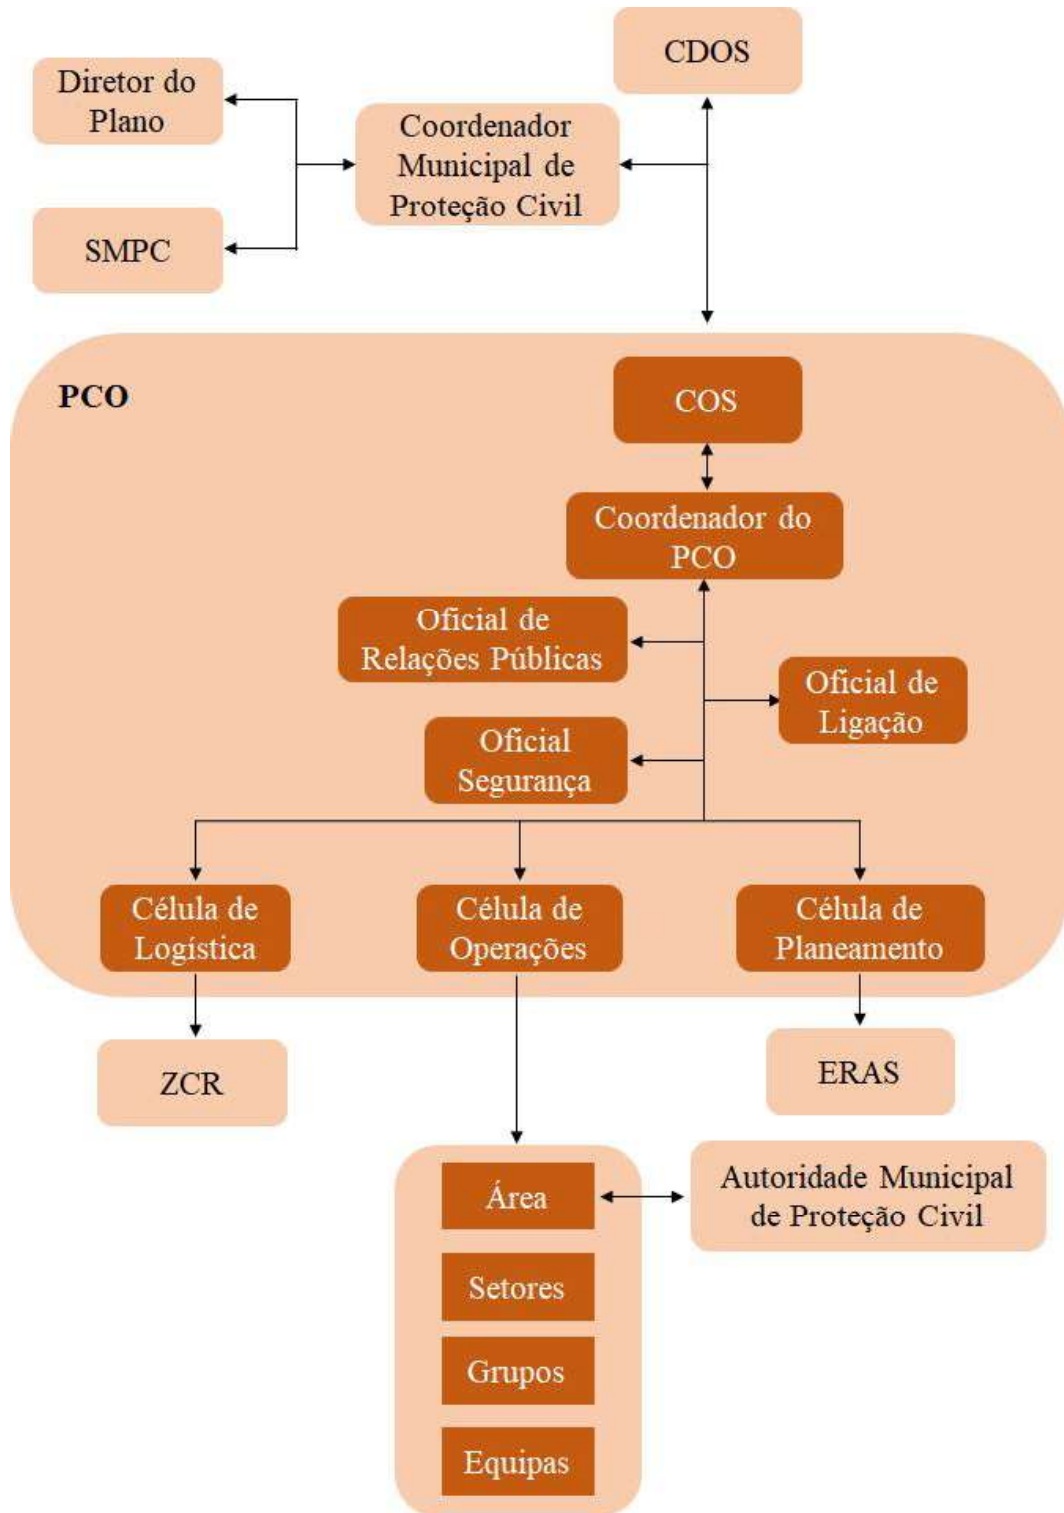 CDOS
Diretor do
Plano
Coordenador
Municipal de
Proteção Civil
SMPC
PCO
COS
Coordenador do
PCO
Oficial de
Relações Públicas
Oficial de
Ligação
Oficial
Segurança
Célula de
Logística
Célula de
Operações
Célula de
Planeamento
ZCR
ERAS
Área
Autoridade Municipal
de Proteção Civil
Setores
Grupos
Equipas